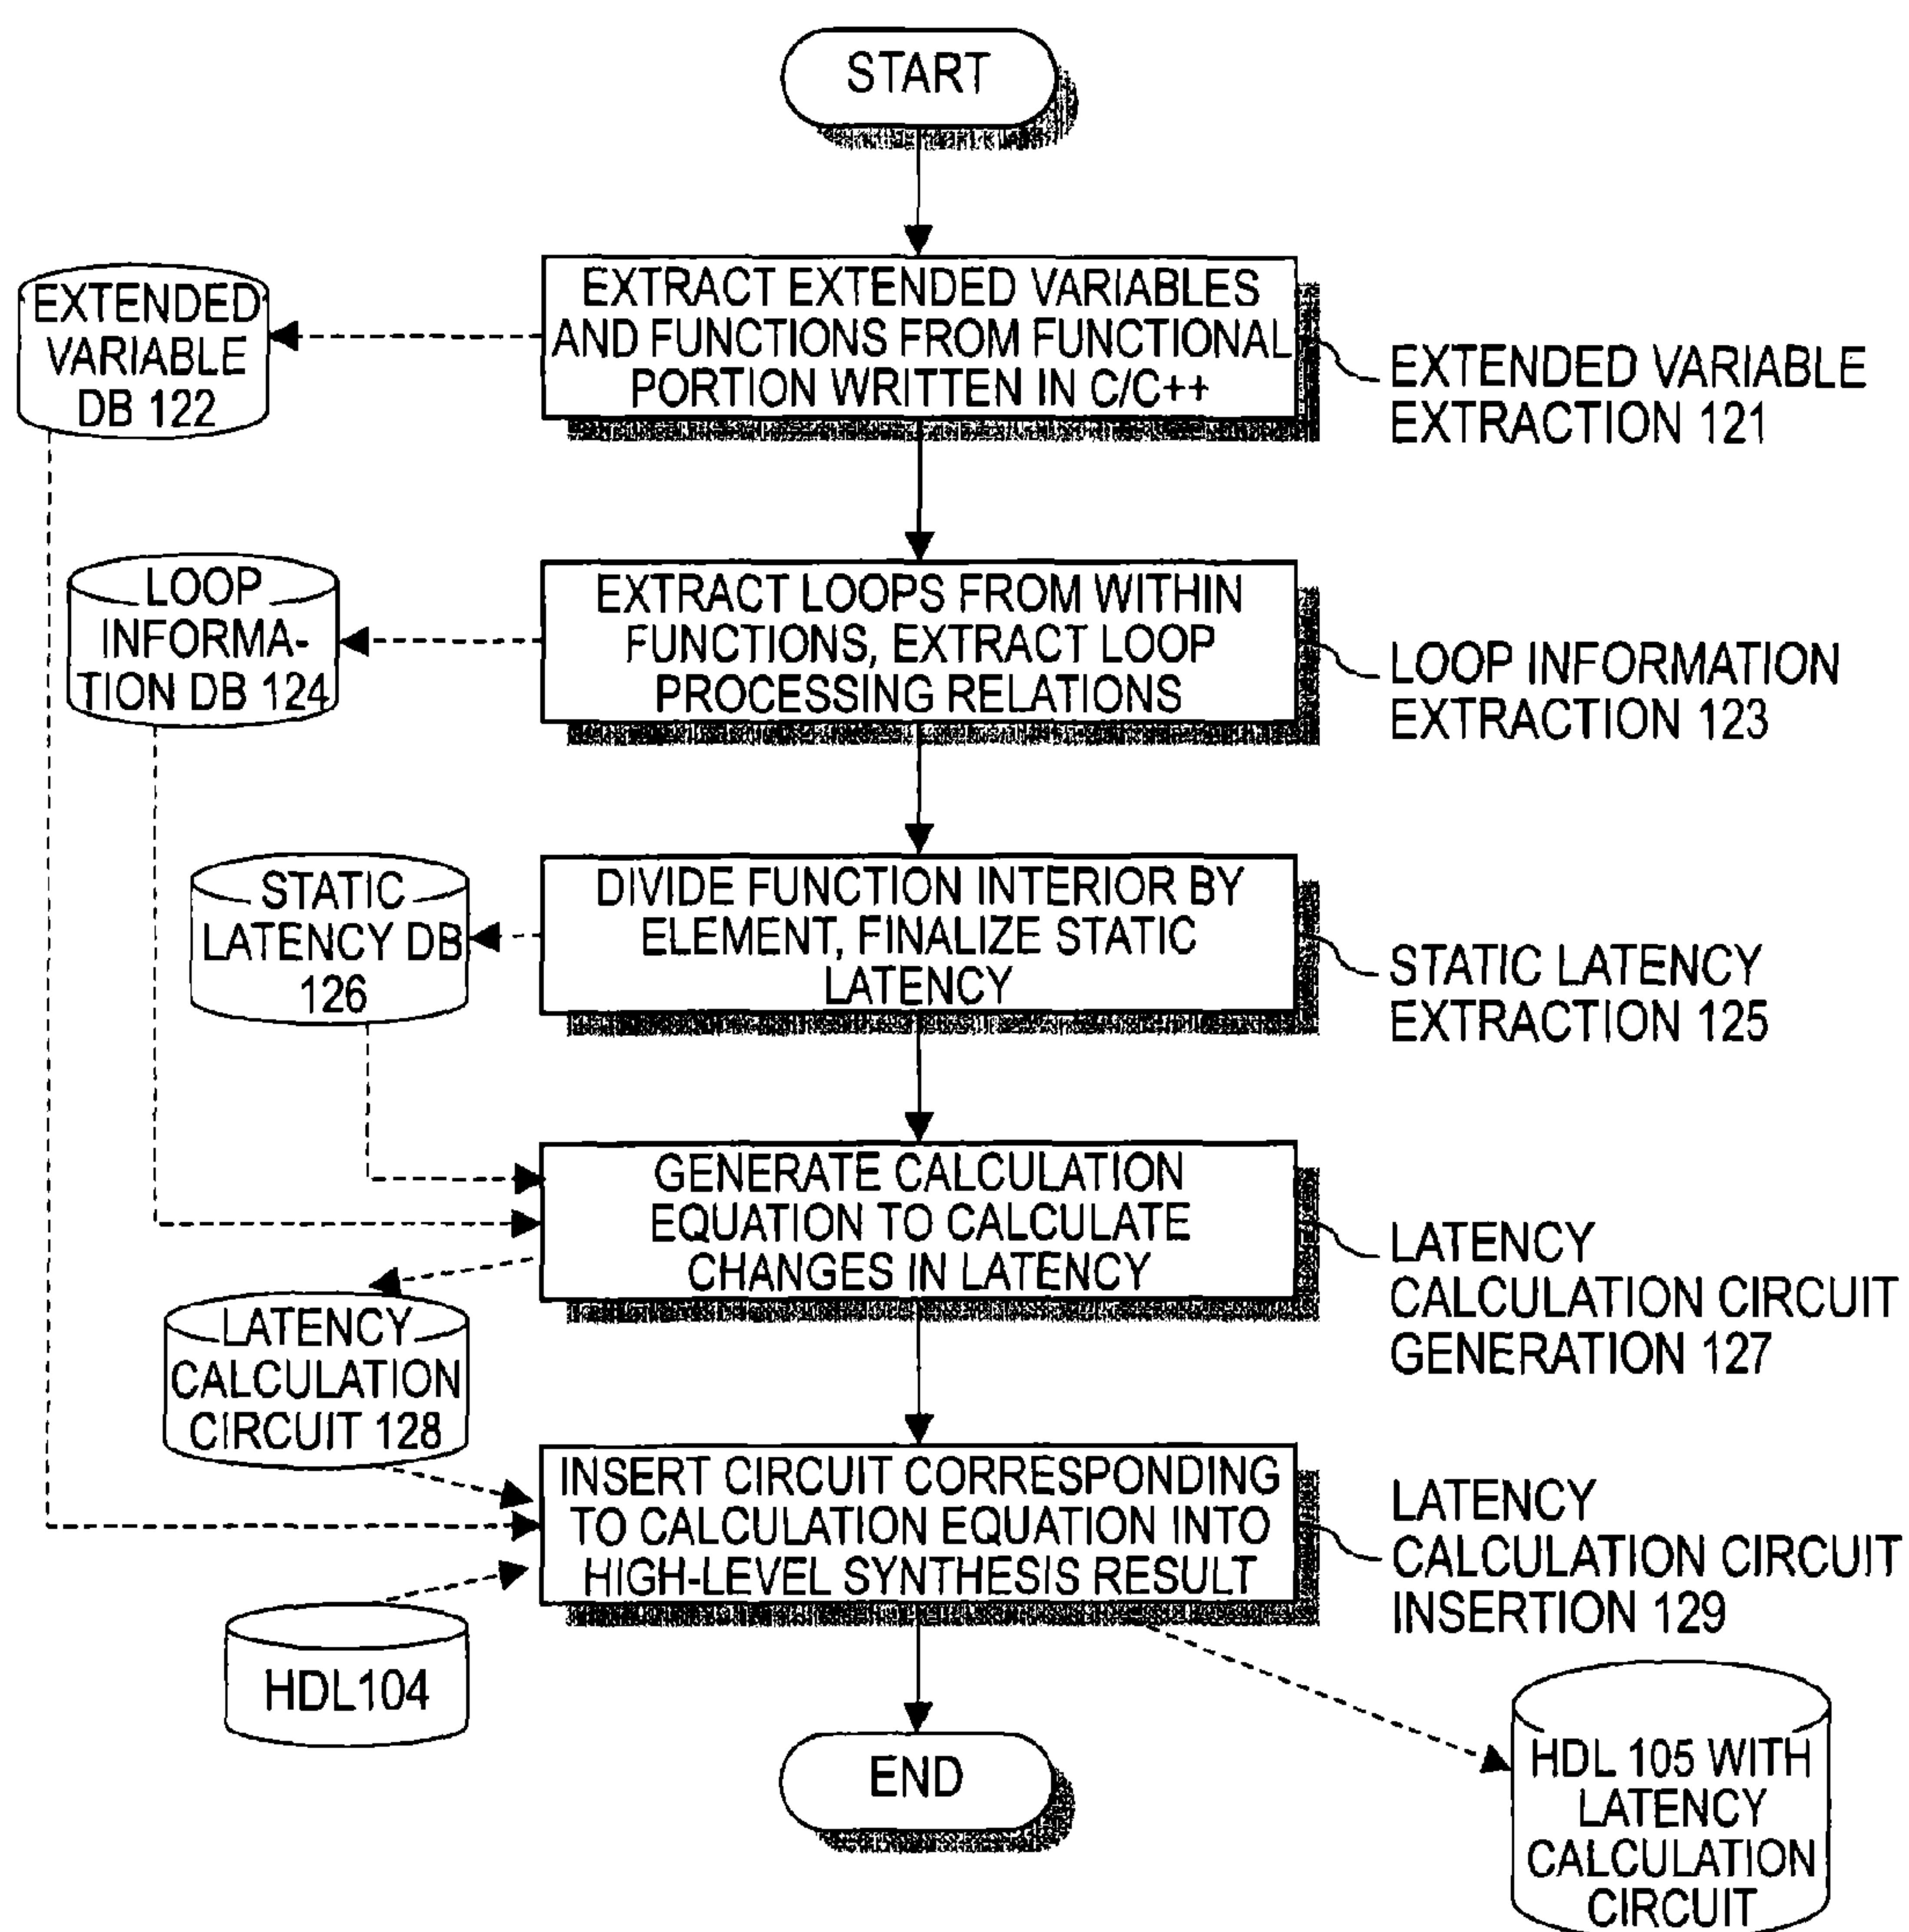 START
EXTENDED
VARIABLE
DB 122
EXTRACT EXTENDED VARIABLES
AND FUNCTIONS FROM FUNCTIONAL
PORTION WRITTEN IN C/C++
EXTENDED VARIABLE
EXTRACTION 121
LOOP
INFORMA-
TION DB 124
EXTRACT LOOPS FROM WITHIN
FUNCTIONS, EXTRACT LOOP
PROCESSING RELATIONS
LOOP INFORMATION
EXTRACTION 123
STATIC
LATENCY DB
126
DIVIDE FUNCTION INTERIOR BY
ELEMENT, FINALIZE STATIC
LATENCY
STATIC LATENCY
EXTRACTION 125
GENERATE CALCULATION
EQUATION TO CALCULATE
CHANGES IN LATENCY
LATENCY
CALCULATION CIRCUIT
GENERATION 127
LATENCY
CALCULATION
CIRCUIT 128
INSERT CIRCUIT CORRESPONDING
TO CALCULATION EQUATION INTO
HIGH-LEVEL SYNTHESIS RESULT
LATENCY
CALCULATION CIRCUIT
INSERTION 129
HDL104
END
HDL 105 WITH
LATENCY
CALCULATION
CIRCUIT